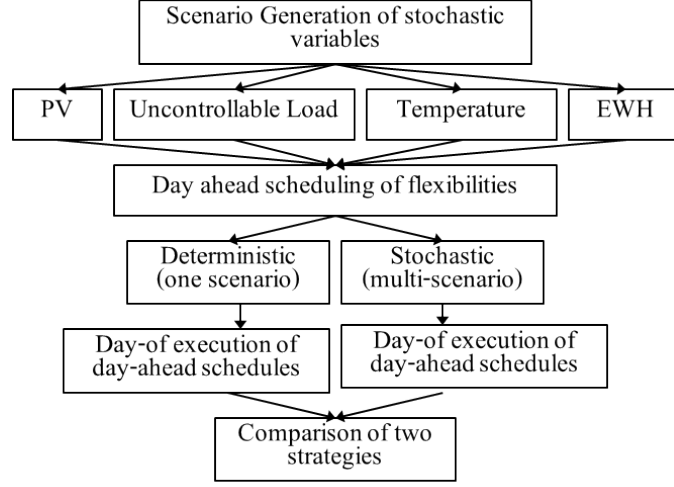 Scenario Generation of stochastic
variables
PV
Uncontrollable Load
Temperature
EWH
Day ahead scheduling of flexibilities
Deterministic
(one scenario)
Stochastic
(multi-scenario)
Day-of execution of
day-ahead schedules
Day-of execution of
day-ahead schedules
Comparison of two
strategies